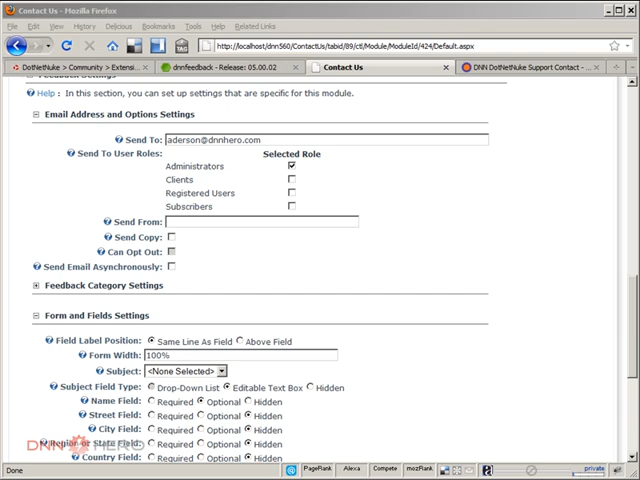 Contact Us - Mozilla Firefox
File Edit View History Delicious Bookmarks Tools Help Related Links
http://localhost/dnn560/ContactUs/tabid/89/ctl/Module/ModuleId/424/Default.aspx
DotNetNuke > Community > Extensi... dnnfeedback - Release: 05.00.02 Contact Us DNN DotNetNuke Support Contact - ...
Feedback Settings
Help : In this section, you can set up settings that are specific for this module.
Email Address and Options Settings
Send To: aderson@dnnhero.com
Send To User Roles: Selected Role
Administrators
Clients
Registered Users
Subscribers
Send From:
Send Copy:
Can Opt Out:
Send Email Asynchronously:
Feedback Category Settings
Form and Fields Settings
Field Label Position: Same Line As Field Above Field
Form Width: 100%
Subject: <None Selected>
Subject Field Type: Drop-Down List Editable Text Box Hidden
Name Field: Required Optional Hidden
Street Field: Required Optional Hidden
City Field: Required Optional Hidden
Region or State Field: Required Optional Hidden
Country Field: Required Optional Hidden
DNN HERO
Done PageRank Alexa Compete mozRank private